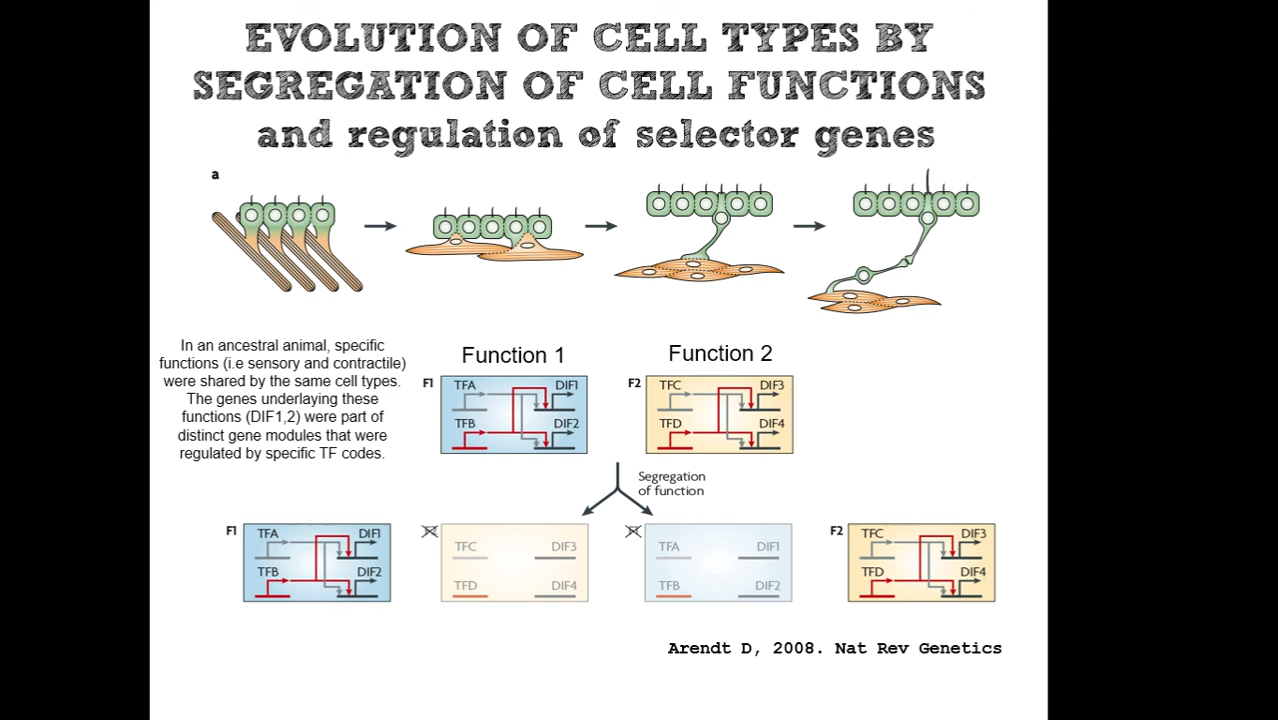 EVOLUTION OF CELL TYPES BY
SEGREGATION OF CELL FUNCTIONS
and regulation of selector genes
a
In an ancestral animal, specific
functions (i.e sensory and contractile)
were shared by the same cell types.
The genes underlaying these
functions (DIF1,2) were part of
distinct gene modules that were
regulated by specific TF codes.
Function 1
Function 2
F1
TFA
DIF1
TFB
DIF2
F2
TFC
DIF3
TFD
DIF4
Segregation
of function
F1
TFA
DIF1
TFB
DIF2
TFC
DIF3
TFD
DIF4
TFA
DIF1
TFB
DIF2
F2
TFC
DIF3
TFD
DIF4
Arendt D, 2008. Nat Rev Genetics